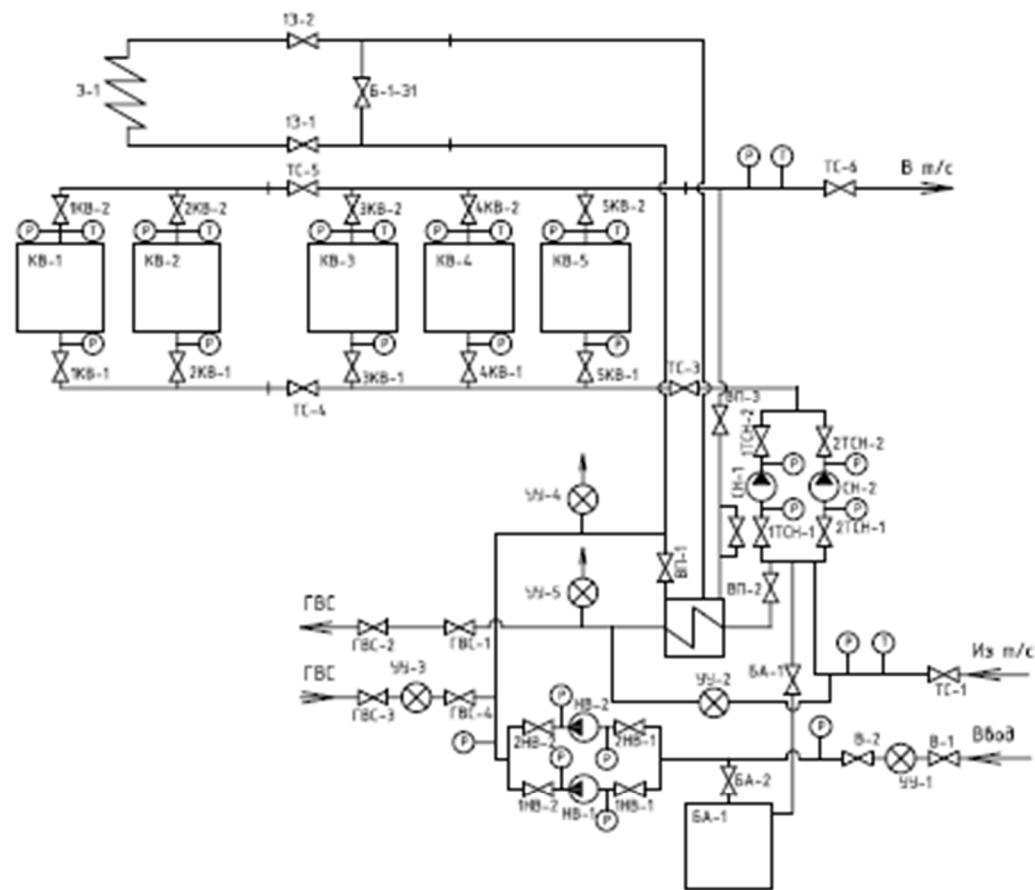 1З-2
З-1
Б-1-З1
1З-1
ТС-5
P
T
ТС-6
В т/с
1КВ-2
2КВ-2
3КВ-2
4КВ-2
5КВ-2
P
T
P
T
P
T
P
T
P
T
КВ-1
КВ-2
КВ-3
КВ-4
КВ-5
P
P
P
P
P
1КВ-1
2КВ-1
3КВ-1
4КВ-1
5КВ-1
ТС-3
ТС-4
ВП-3
1ТСН-2
2ТСН-2
P
P
СН-1
СН-2
УУ-4
P
P
1ТСН-1
2ТСН-1
ВП-1
УУ-5
ВП-2
ГВС
ГВС-2
ГВС-1
P
T
Из т/с
ГВС
УУ-3
УУ-2
БА-1
ТС-1
ГВС-3
ГВС-4
P
НВ-2
P
2НВ-2
2НВ-1
P
P
P
В-2
В-1
Ввод
УУ-1
БА-2
1НВ-2
1НВ-1
НВ-1
P
БА-1